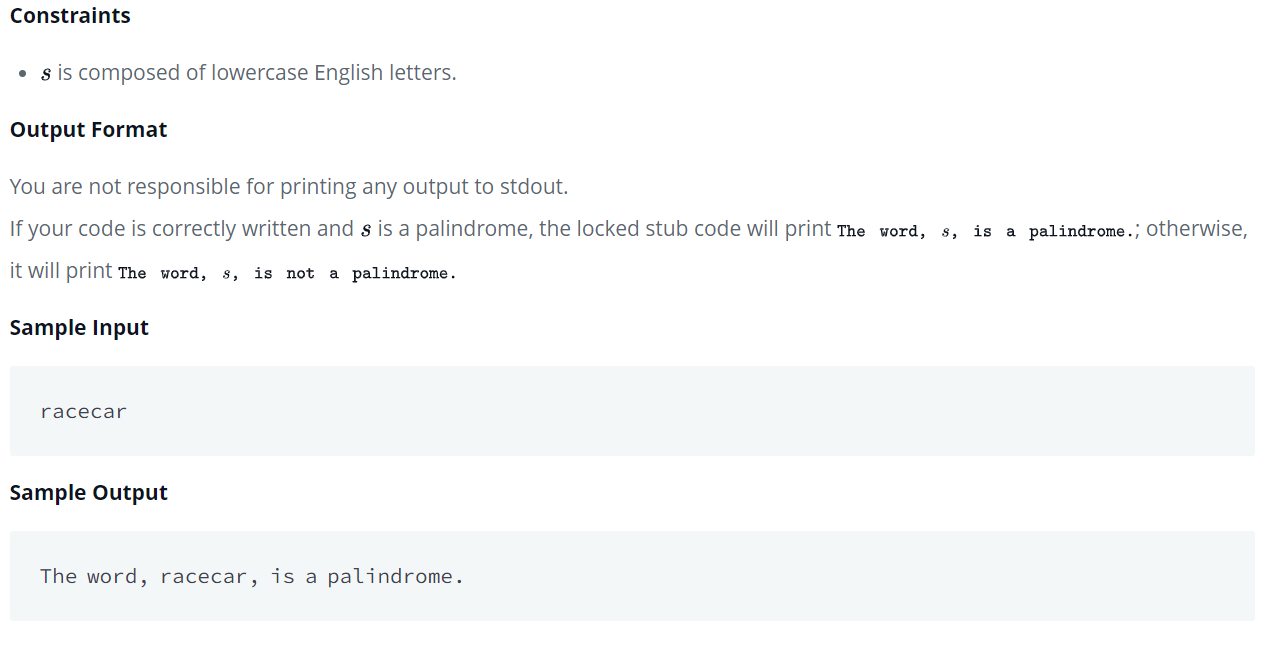 Constraints
• s is composed of lowercase English letters.
Output Format
You are not responsible for printing any output to stdout.
If your code is correctly written and s is a palindrome, the locked stub code will print The word, s, is a palindrome.; otherwise,
it will print The word, s, is not a palindrome.
Sample Input
racecar
Sample Output
The word, racecar, is a palindrome.